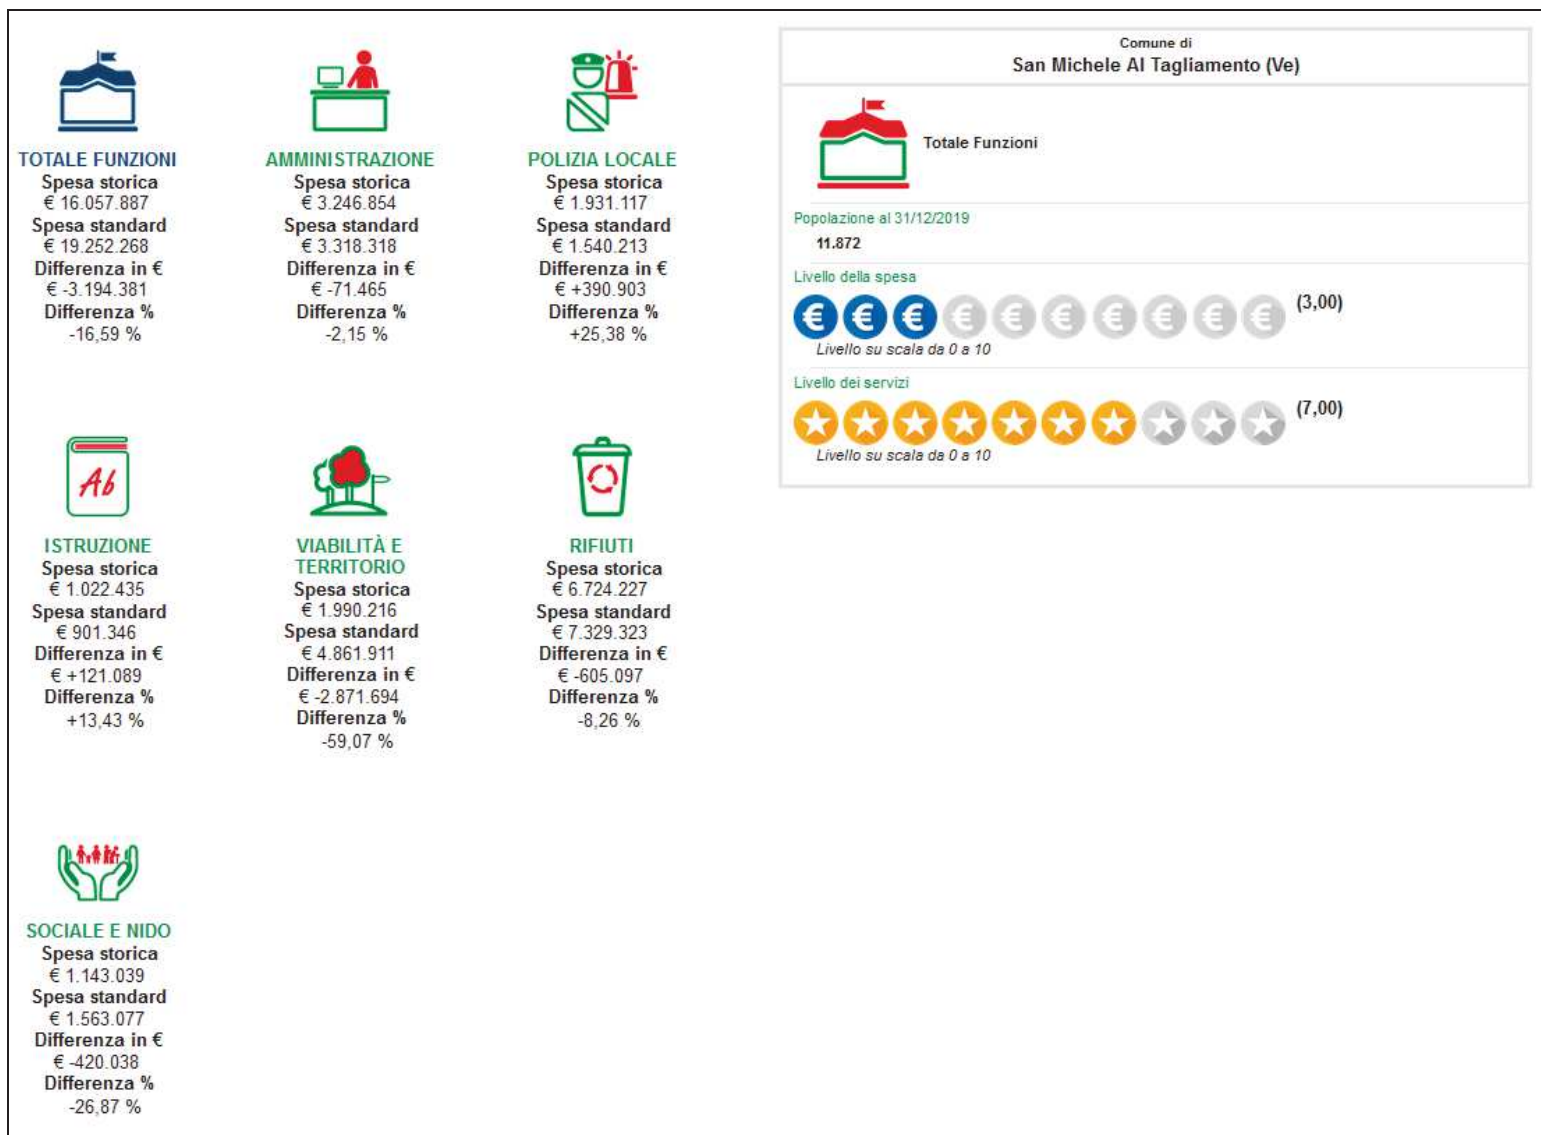 TOTALE FUNZIONI
Spesa storica
€ 16.057.887
Spesa standard
€ 19.252.268
Differenza in €
€ -3.194.381
Differenza %
-16,59 %
AMMINISTRAZIONE
Spesa storica
€ 3.246.854
Spesa standard
€ 3.318.318
Differenza in €
€ -71.465
Differenza %
-2,15 %
POLIZIA LOCALE
Spesa storica
€ 1.931.117
Spesa standard
€ 1.540.213
Differenza in €
€ +390.903
Differenza %
+25,38 %
Ab
ISTRUZIONE
Spesa storica
€ 1.022.435
Spesa standard
€ 901.346
Differenza in €
€ +121.089
Differenza %
+13,43 %
VIABILITÀ E
TERRITORIO
Spesa storica
€ 1.990.216
Spesa standard
€ 4.861.911
Differenza in €
€ -2.871.694
Differenza %
-59,07 %
RIFIUTI
Spesa storica
€ 6.724.227
Spesa standard
€ 7.329.323
Differenza in €
€ -605.097
Differenza %
-8,26 %
SOCIALE E NIDO
Spesa storica
€ 1.143.039
Spesa standard
€ 1.563.077
Differenza in €
€ -420.038
Differenza %
-26,87 %
Comune di
San Michele Al Tagliamento (Ve)
Totale Funzioni
Popolazione al 31/12/2019
11.872
Livello della spesa
€ € € € € € € € € € (3,00)
Livello su scala da 0 a 10
Livello dei servizi
(7,00)
Livello su scala da 0 a 10